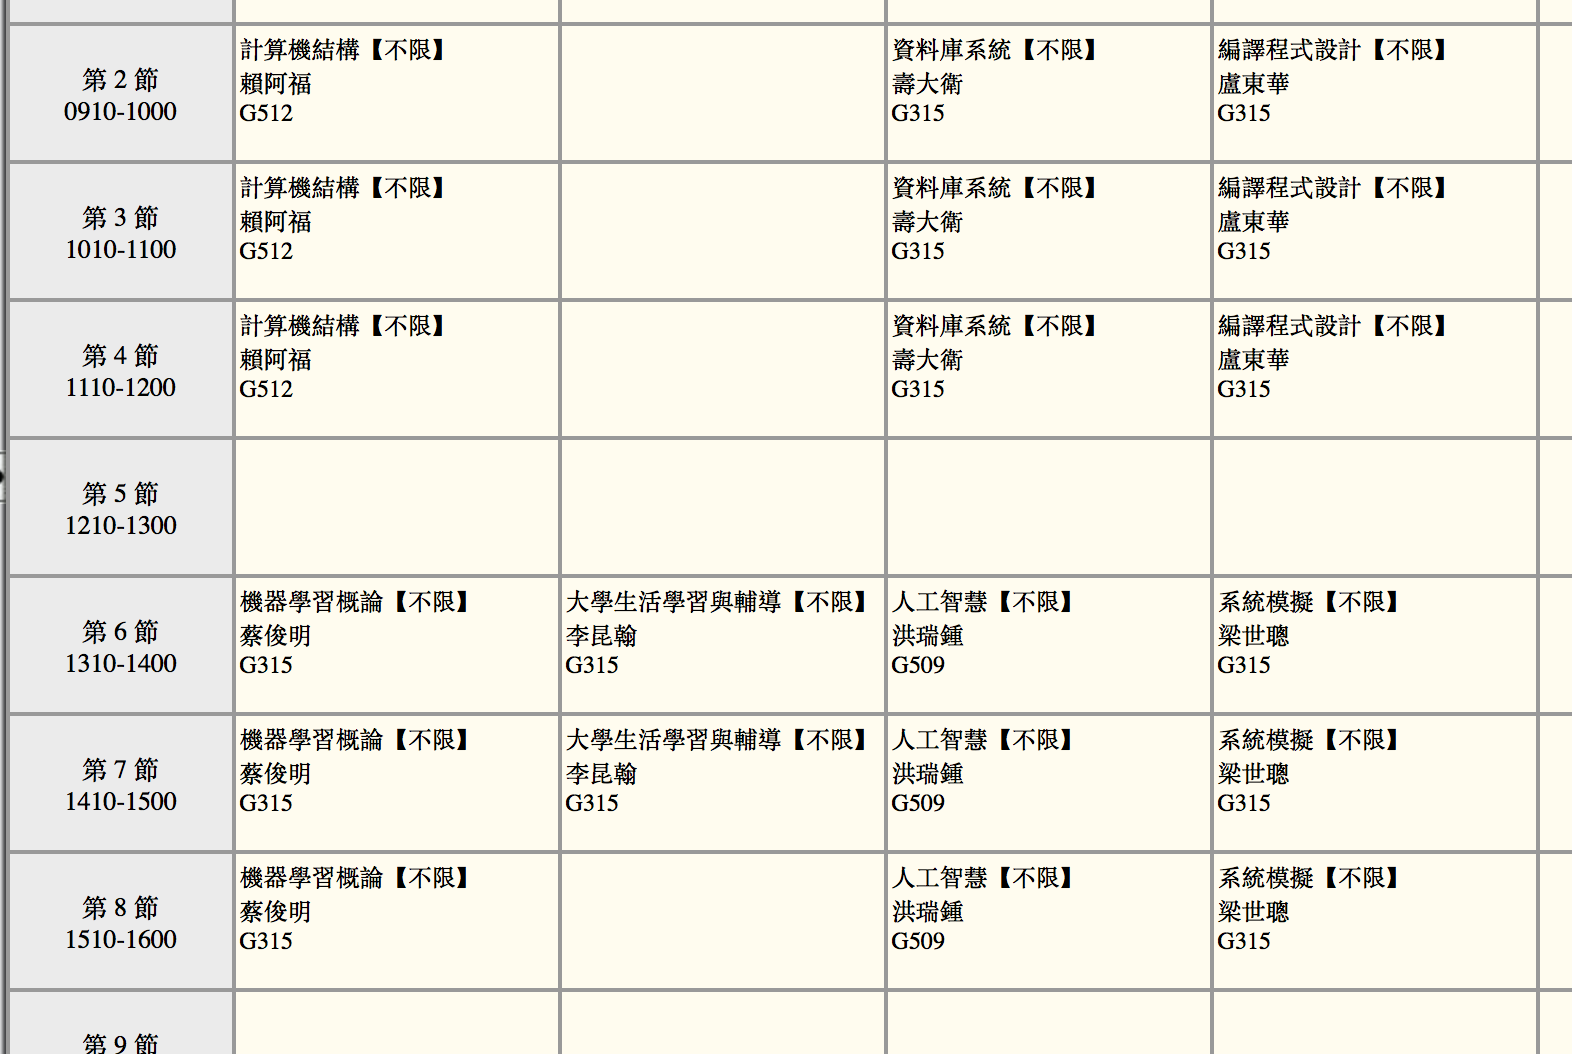 第 2 節
0910-1000
計算機結構【不限】
賴阿福
G512
資料庫系統【不限】
壽大衛
G315
編譯程式設計【不限】
盧東華
G315
第 3 節
1010-1100
計算機結構【不限】
賴阿福
G512
資料庫系統【不限】
壽大衛
G315
編譯程式設計【不限】
盧東華
G315
第 4 節
1110-1200
計算機結構【不限】
賴阿福
G512
資料庫系統【不限】
壽大衛
G315
編譯程式設計【不限】
盧東華
G315
第 5 節
1210-1300
第 6 節
1310-1400
機器學習概論【不限】
蔡俊明
G315
大學生活學習與輔導【不限】
李昆翰
G315
人工智慧【不限】
洪瑞鍾
G509
系統模擬【不限】
梁世聰
G315
第 7 節
1410-1500
機器學習概論【不限】
蔡俊明
G315
大學生活學習與輔導【不限】
李昆翰
G315
人工智慧【不限】
洪瑞鍾
G509
系統模擬【不限】
梁世聰
G315
第 8 節
1510-1600
機器學習概論【不限】
蔡俊明
G315
人工智慧【不限】
洪瑞鍾
G509
系統模擬【不限】
梁世聰
G315
第 9 節